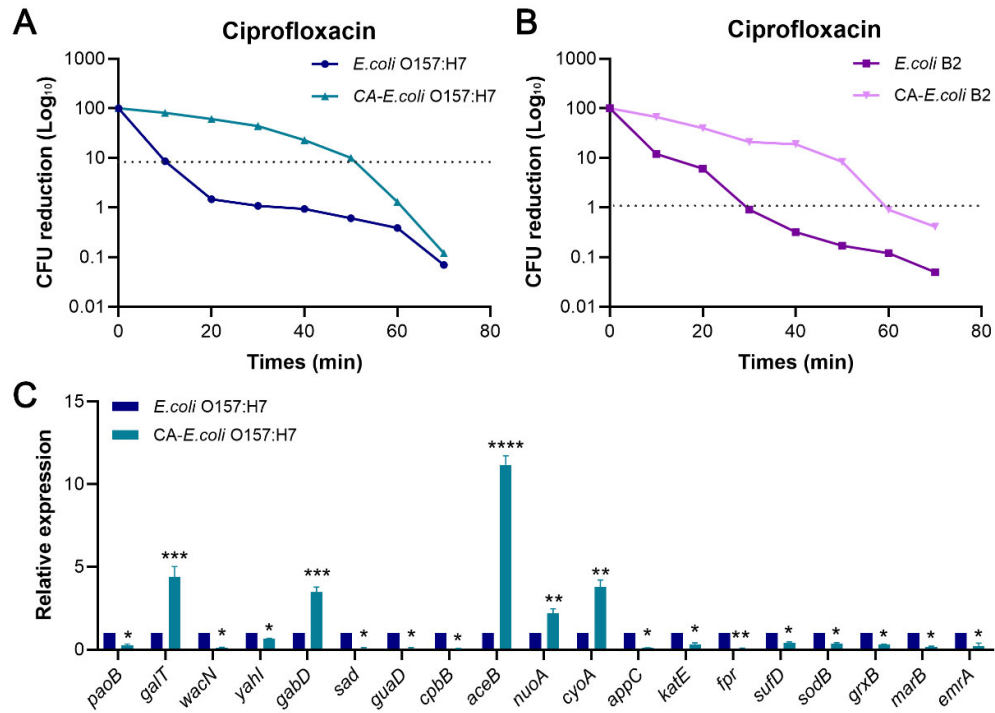 A
Ciprofloxacin
CFU reduction (Log₁₀)
1000
100
10
1
0.1
0.01
0
20
40
60
80
Times (min)
E.coli O157:H7
CA-E.coli O157:H7
B
Ciprofloxacin
CFU reduction (Log₁₀)
1000
100
10
1
0.1
0.01
0
20
40
60
80
Times (min)
E.coli B2
CA-E.coli B2
C
Relative expression
15
10
5
0
E.coli O157:H7
CA-E.coli O157:H7
* *** * * *** * * * **** ** ** * * ** * * * * *
paoB galT wacN yahI gabD sad guaD cpbB aceB nuoA cyoA appC katE fpr sufD sodB grxB marB emrA